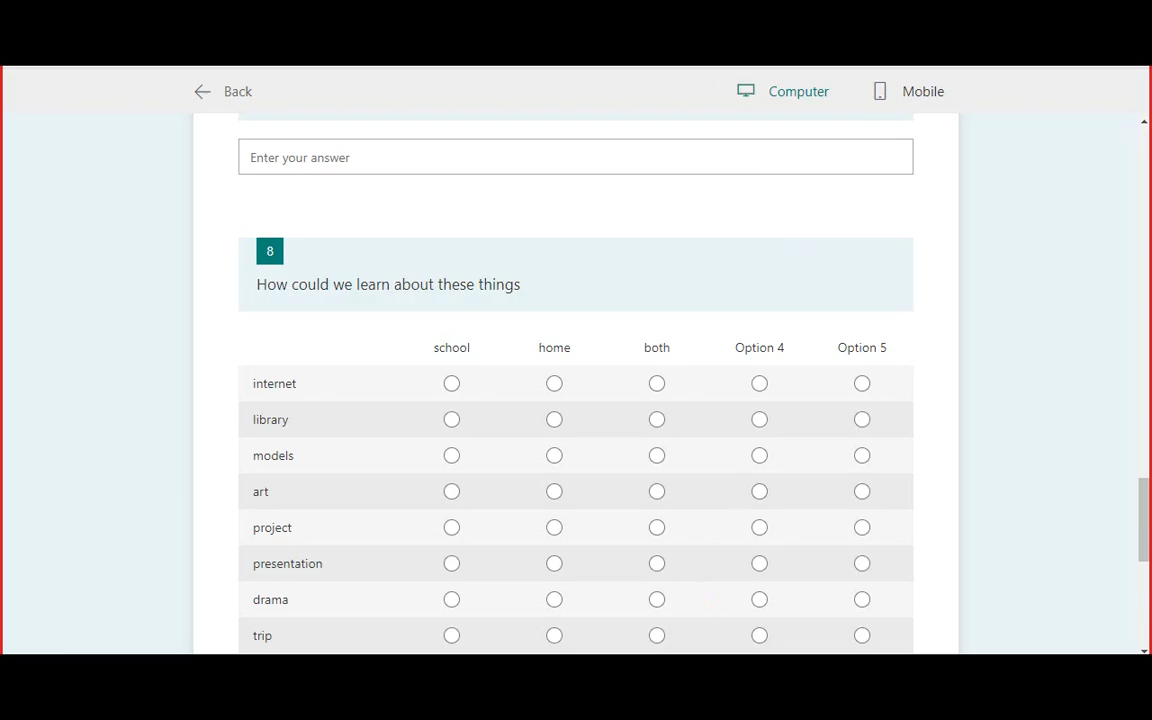 Back
Computer
Mobile
Enter your answer
8
How could we learn about these things
school home both Option 4 Option 5
internet
library
models
art
project
presentation
drama
trip